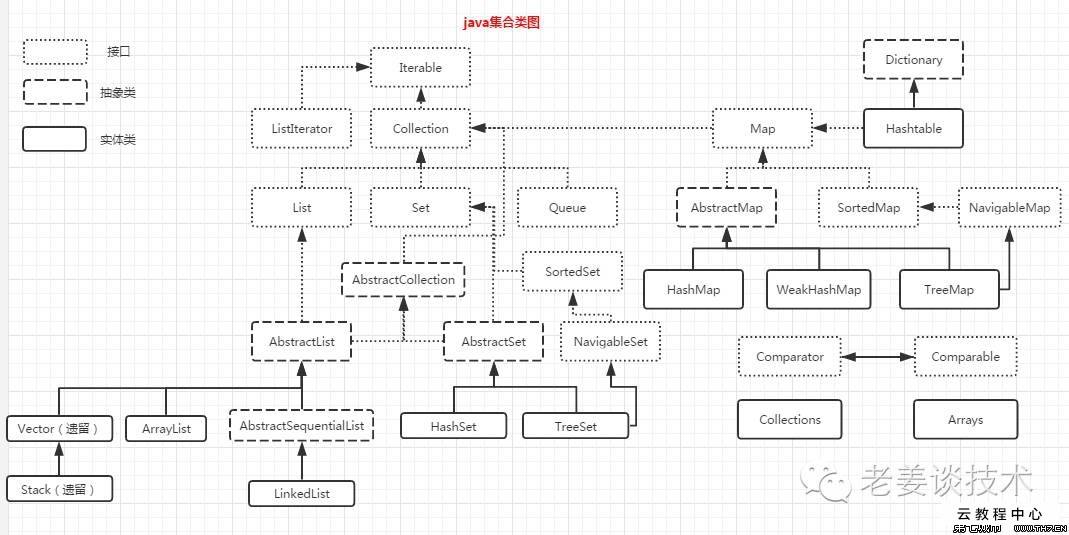 java集合类图
接口
抽象类
实体类
Iterable
Dictionary
ListIterator
Collection
Map
Hashtable
List
Set
Queue
AbstractMap
SortedMap
NavigableMap
AbstractCollection
SortedSet
HashMap
WeakHashMap
TreeMap
AbstractList
AbstractSet
NavigableSet
Comparator
Comparable
Vector（遗留）
ArrayList
AbstractSequentialList
HashSet
TreeSet
Collections
Arrays
Stack（遗留）
LinkedList
老姜谈技术
云教程中心
WWW.TH7.CN